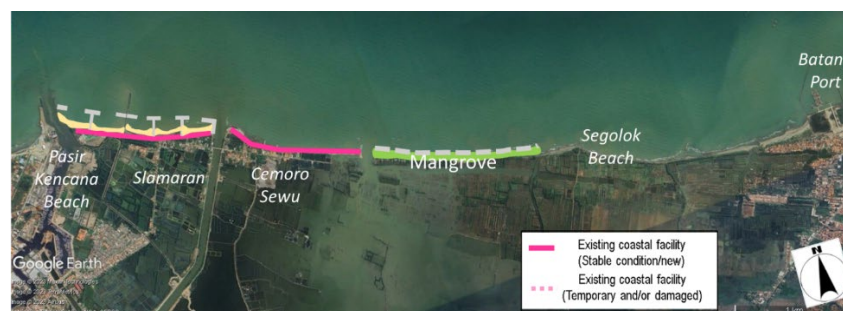 Batan
Port
Segolok
Beach
Mangrove
Pasir
Kencana
Beach
Slamaran
Cemoro
Sewu
Existing coastal facility
(Stable condition/new)
Existing coastal facility
(Temporary and/or damaged)
N
Google Earth